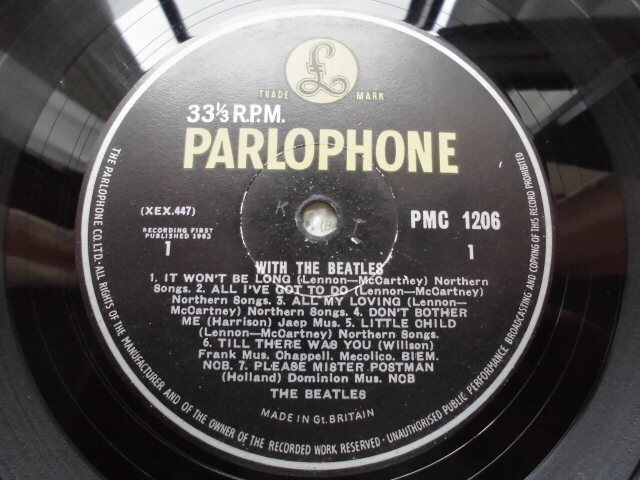 £
TRADE MARK
33⅓ R.P.M.
PARLOPHONE
(XEX.447)
PMC 1206
RECORDING FIRST
PUBLISHED 1963
1
1
K I
WITH THE BEATLES
1. IT WON'T BE LONG (Lennon—McCartney) Northern
Songs. 2. ALL I'VE GOT TO DO (Lennon—McCartney)
Northern Songs. 3. ALL MY LOVING (Lennon—
McCartney) Northern Songs. 4. DON'T BOTHER
ME (Harrison) Jaep Mus. 5. LITTLE CHILD
(Lennon—McCartney) Northern Songs.
6. TILL THERE WAS YOU (Willson)
Frank Mus. Chappell. Mecolico. BIEM.
NCB. 7. PLEASE MISTER POSTMAN
(Holland) Dominion Mus. NCB
THE BEATLES
MADE IN Gt. BRITAIN
THE PARLOPHONE CO. LTD. · ALL RIGHTS OF THE MANUFACTURER AND OF THE OWNER OF THE RECORDED WORK RESERVED · UNAUTHORISED PUBLIC PERFORMANCE BROADCASTING AND COPYING OF THIS RECORD PROHIBITED